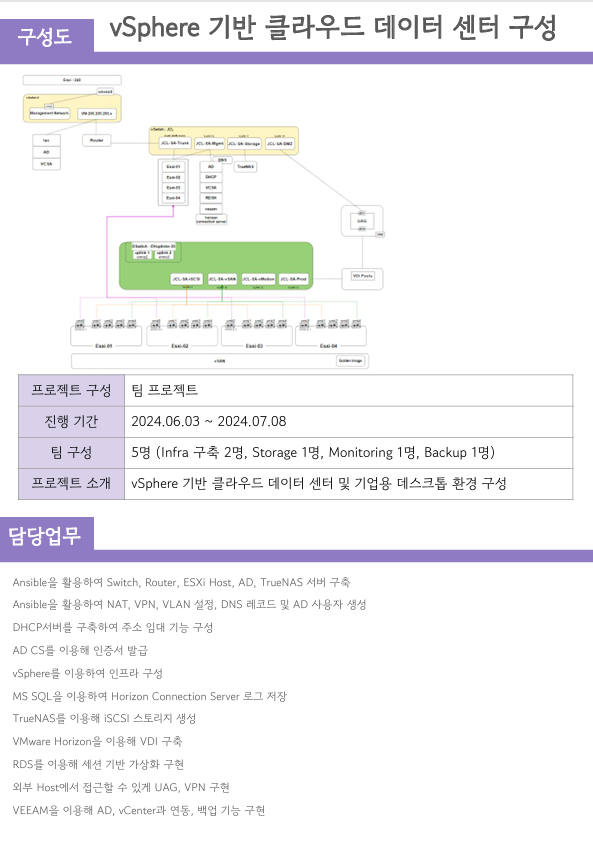 구성도
vSphere 기반 클라우드 데이터 센터 구성
Management Network
Router
AD
VCSA
JCL-SA-Trunk
JCL-SA-Mgmt
JCL-SA-Storage
JCL-SA-DMZ
DNS
Esxi-01
Esxi-02
Esxi-03
Esxi-04
AD
DHCP
VCSA
RDSH
veeam
horizon
connection server
TrueNAS
UAG
VDI Pools
uplink 1
uplink 2
JCL-SA-iSCSI
JCL-SA-vSAN
JCL-SA-vMotion
JCL-SA-Prod
Esxi-01
Esxi-02
Esxi-03
Esxi-04
vSAN
Golden Image
프로젝트 구성 팀 프로젝트
진행 기간 2024.06.03 ~ 2024.07.08
팀 구성 5명 (Infra 구축 2명, Storage 1명, Monitoring 1명, Backup 1명)
프로젝트 소개 vSphere 기반 클라우드 데이터 센터 및 기업용 데스크톱 환경 구성
담당업무
Ansible을 활용하여 Switch, Router, ESXi Host, AD, TrueNAS 서버 구축
Ansible을 활용하여 NAT, VPN, VLAN 설정, DNS 레코드 및 AD 사용자 생성
DHCP서버를 구축하여 주소 임대 기능 구성
AD CS를 이용해 인증서 발급
vSphere를 이용하여 인프라 구성
MS SQL을 이용하여 Horizon Connection Server 로그 저장
TrueNAS를 이용해 iSCSI 스토리지 생성
VMware Horizon을 이용해 VDI 구축
RDS를 이용해 세션 기반 가상화 구현
외부 Host에서 접근할 수 있게 UAG, VPN 구현
VEEAM을 이용해 AD, vCenter과 연동, 백업 기능 구현